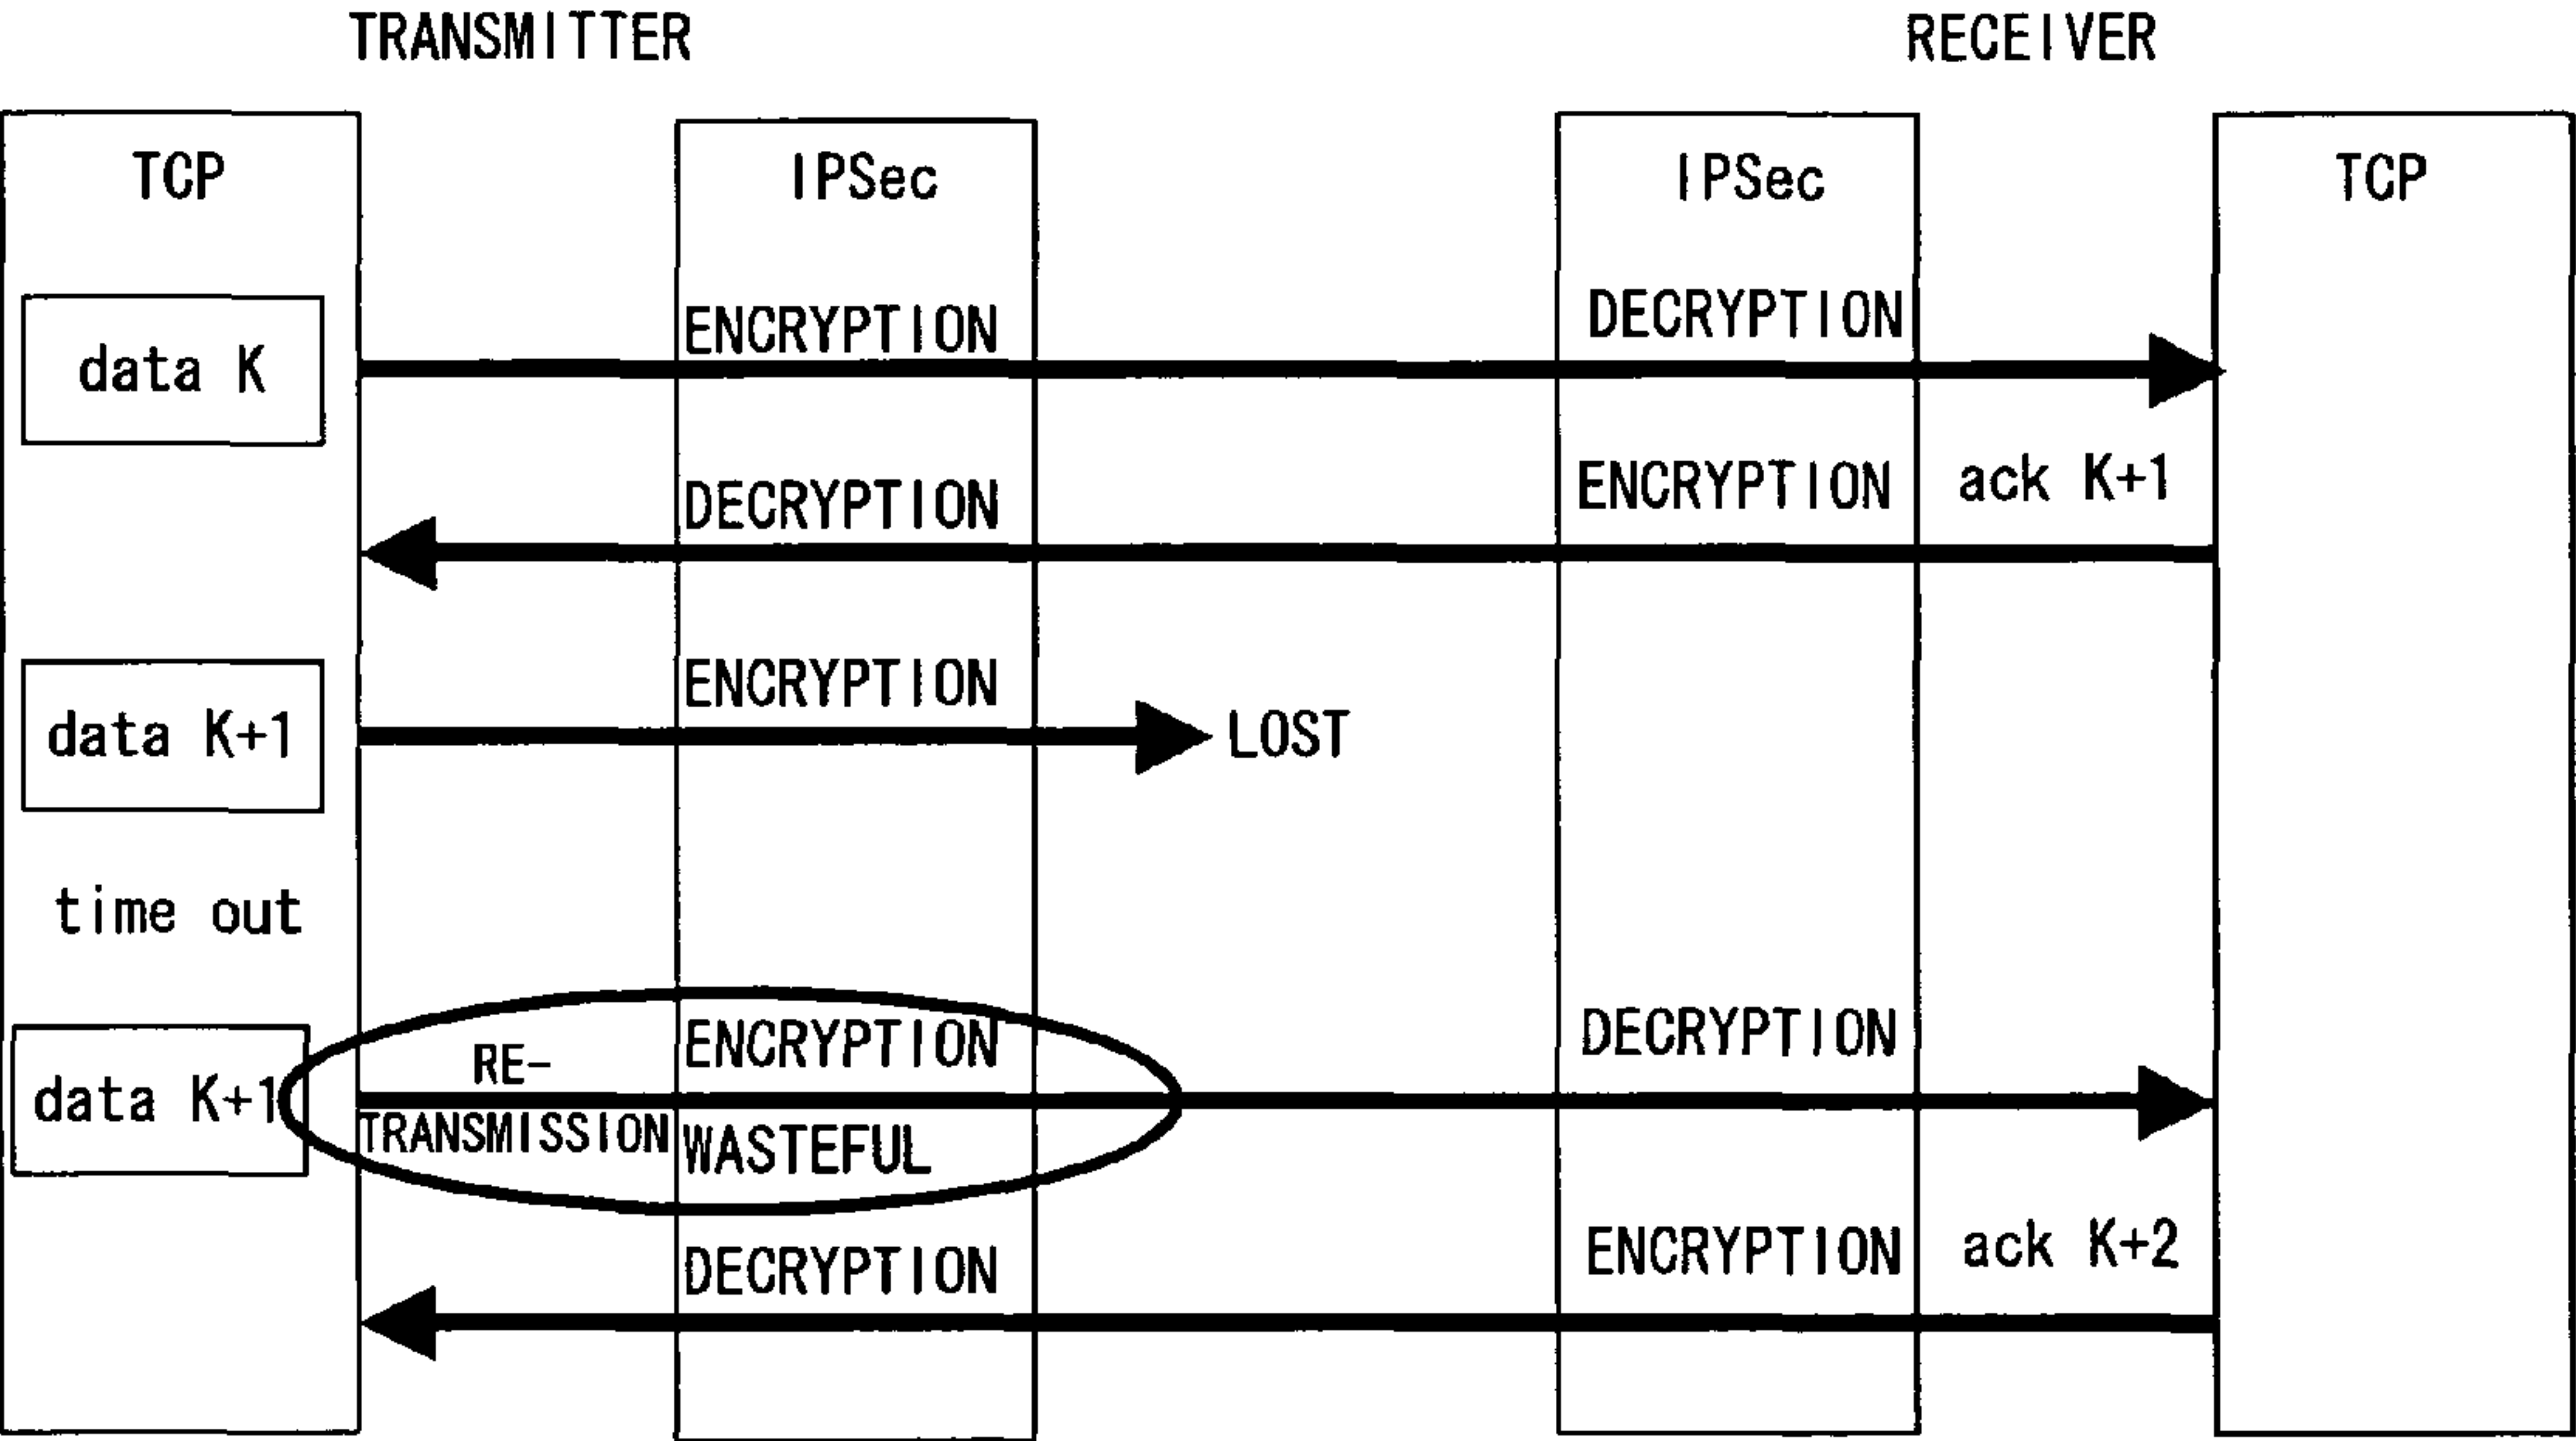 TRANSMITTER RECEIVER
TCP IPSec IPSec TCP
data K ENCRYPTION DECRYPTION
DECRYPTION ENCRYPTION ack K+1
data K+1 ENCRYPTION LOST
time out
data K+1 RE- ENCRYPTION DECRYPTION
TRANSMISSION WASTEFUL
DECRYPTION ENCRYPTION ack K+2